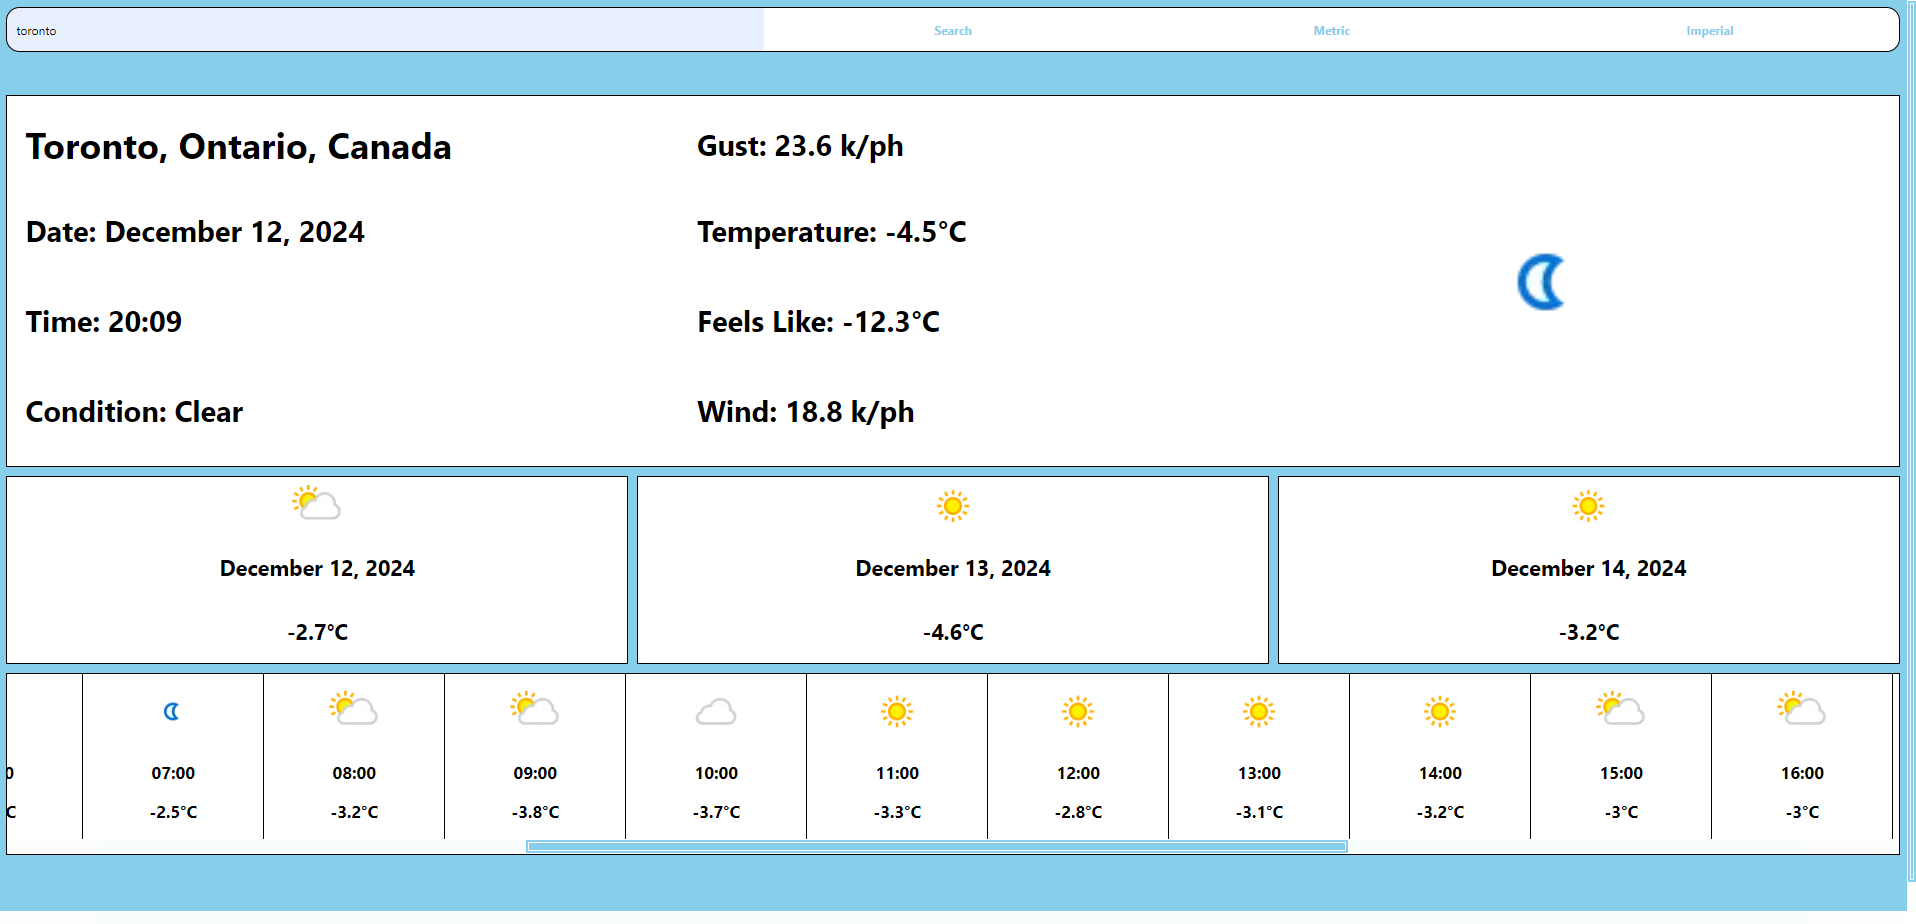 toronto
Search
Metric
Imperial
Toronto, Ontario, Canada
Date: December 12, 2024
Time: 20:09
Condition: Clear
Gust: 23.6 k/ph
Temperature: -4.5°C
Feels Like: -12.3°C
Wind: 18.8 k/ph
December 12, 2024
-2.7°C
December 13, 2024
-4.6°C
December 14, 2024
-3.2°C
07:00
-2.5°C
08:00
-3.2°C
09:00
-3.8°C
10:00
-3.7°C
11:00
-3.3°C
12:00
-2.8°C
13:00
-3.1°C
14:00
-3.2°C
15:00
-3°C
16:00
-3°C